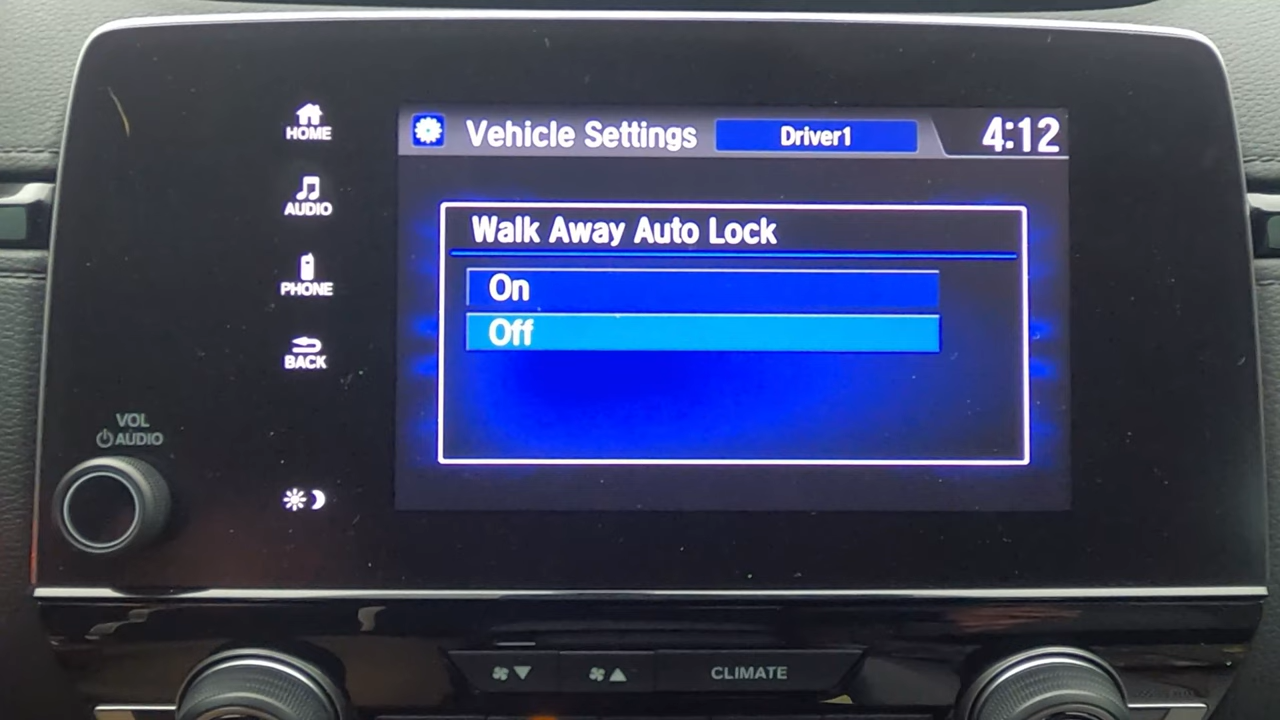 HOME
AUDIO
PHONE
BACK
VOL
AUDIO
Vehicle Settings
Driver1
4:12
Walk Away Auto Lock
On
Off
CLIMATE